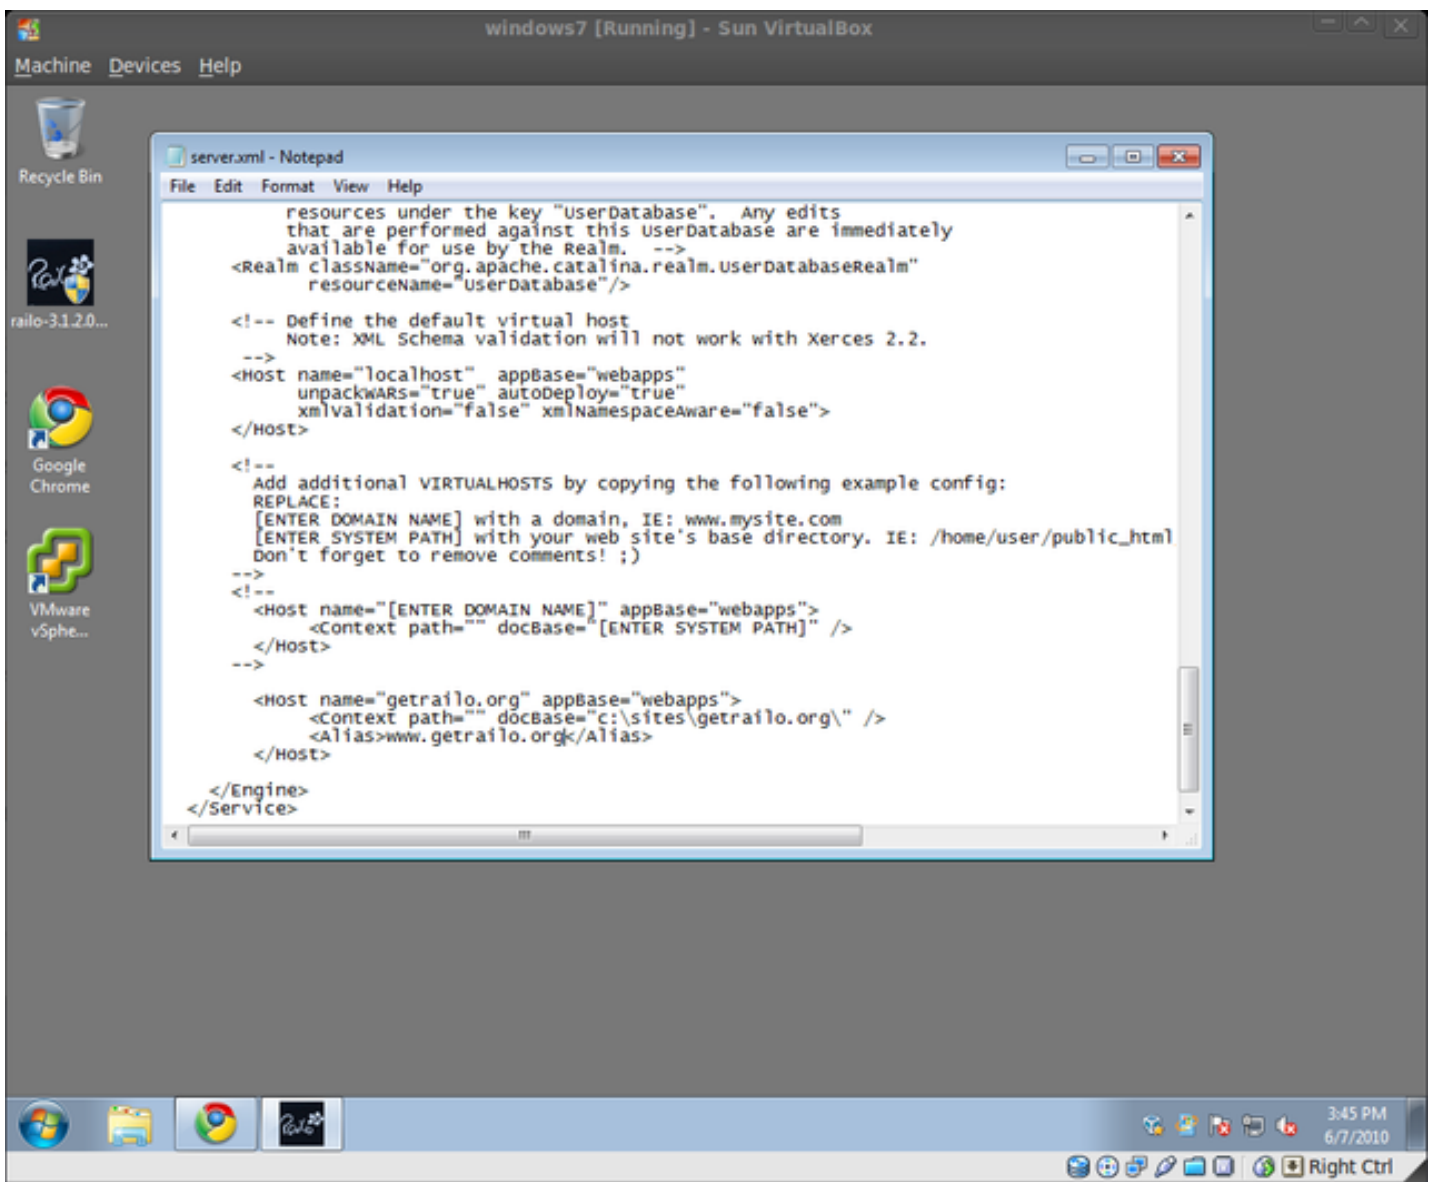 windows7 [Running] - Sun VirtualBox
Machine Devices Help
Recycle Bin
railo-3.1.2.0...
Google
Chrome
VMware
vSphe...
server.xml - Notepad
File Edit Format View Help
resources under the key "UserDatabase". Any edits
that are performed against this UserDatabase are immediately
available for use by the Realm. -->
<Realm className="org.apache.catalina.realm.UserDatabaseRealm"
resourceName="UserDatabase"/>
<!-- Define the default virtual host
Note: XML Schema validation will not work with Xerces 2.2.
-->
<Host name="localhost" appBase="webapps"
unpackWARs="true" autoDeploy="true"
xmlValidation="false" xmlNamespaceAware="false">
</Host>
<!--
Add additional VIRTUALHOSTS by copying the following example config:
REPLACE:
[ENTER DOMAIN NAME] with a domain, IE: www.mysite.com
[ENTER SYSTEM PATH] with your web site's base directory. IE: /home/user/public_html
Don't forget to remove comments! ;)
-->
<!--
<Host name="[ENTER DOMAIN NAME]" appBase="webapps">
<Context path="" docBase="[ENTER SYSTEM PATH]" />
</Host>
-->
<Host name="getrailo.org" appBase="webapps">
<Context path="" docBase="c:\sites\getrailo.org\" />
<Alias>www.getrailo.org</Alias>
</Host>
</Engine>
</Service>
3:45 PM
6/7/2010
Right Ctrl